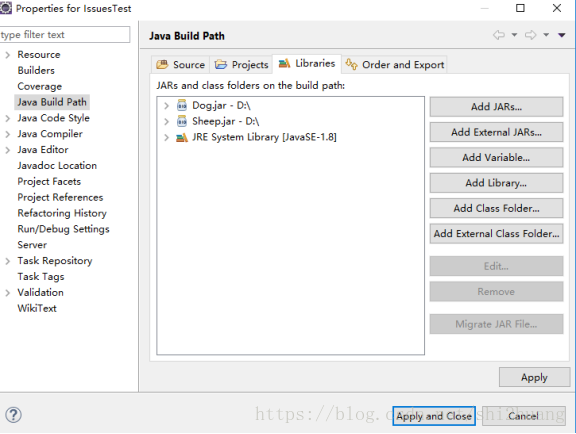 Properties for IssuesTest
type filter text
Resource
Builders
Coverage
Java Build Path
Java Code Style
Java Compiler
Java Editor
Javadoc Location
Project Facets
Project References
Refactoring History
Run/Debug Settings
Server
Task Repository
Task Tags
Validation
WikiText
Java Build Path
Source
Projects
Libraries
Order and Export
JARs and class folders on the build path:
Dog.jar - D:\
Sheep.jar - D:\
JRE System Library [JavaSE-1.8]
Add JARs...
Add External JARs...
Add Variable...
Add Library...
Add Class Folder...
Add External Class Folder...
Edit...
Remove
Migrate JAR File...
Apply
Apply and Close
Cancel
https://blog.